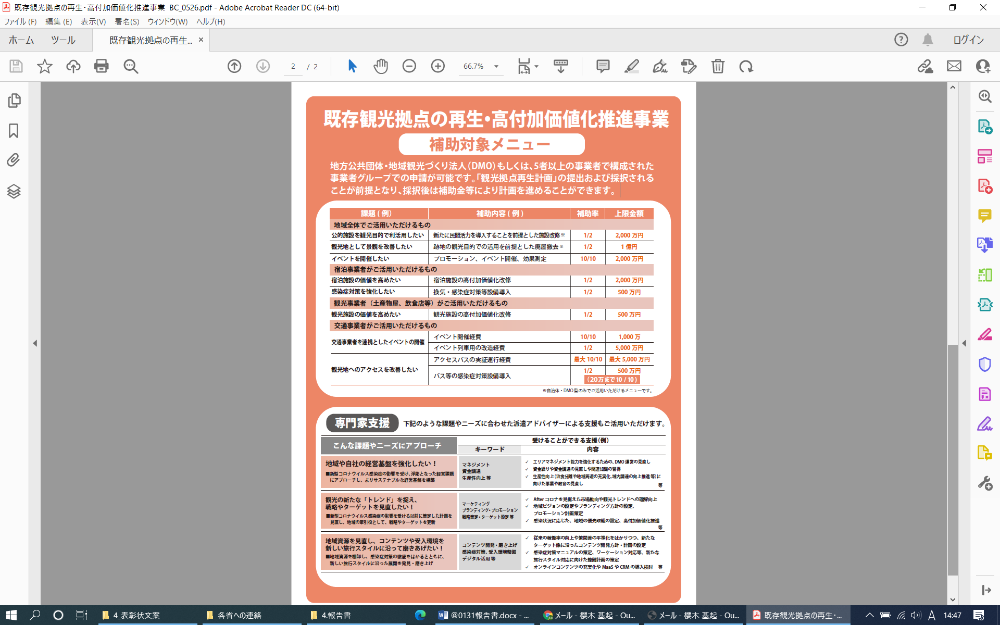 既存観光拠点の再生・高付加価値化推進事業 BC_0526.pdf - Adobe Acrobat Reader DC (64-bit)
ファイル(F) 編集(E) 表示(V) 署名(S) ウィンドウ(W) ヘルプ(H)
ホーム ツール 既存観光拠点の再生... × ログイン
2 / 2 66.7%
既存観光拠点の再生・高付加価値化推進事業
補助対象メニュー
地方公共団体・地域観光づくり法人（DMO）もしくは、5者以上の事業者で構成された
事業者グループでの申請が可能です。「観光拠点再生計画」の提出および採択される
ことが前提となり、採択後は補助金等により計画を進めることができます。
課題（例） 補助内容（例） 補助率 上限金額
地域全体でご活用いただけるもの
公的施設を観光目的で利活用したい 新たに民間活力を導入することを前提とした施設改修※ 1/2 2,000 万円
観光地として景観を改善したい 跡地の観光目的での活用を前提とした廃屋撤去※ 1/2 1 億円
イベントを開催したい プロモーション、イベント開催、効果測定 10/10 2,000 万円
宿泊事業者がご活用いただけるもの
宿泊施設の価値を高めたい 宿泊施設の高付加価値化改修 1/2 2,000 万円
感染症対策を強化したい 換気・感染症対策等設備導入 1/2 500 万円
観光事業者（土産物屋、飲食店等）がご活用いただけるもの
観光施設の価値を高めたい 観光施設の高付加価値化改修 1/2 500 万円
交通事業者がご活用いただけるもの
交通事業者を連携としたイベントの開催 イベント開催経費 10/10 1,000 万
イベント列車用の改造経費 1/2 5,000 万円
観光地へのアクセスを改善したい アクセスバスの実証運行経費 最大 10/10 最大 5,000 万円
バス等の感染症対策設備導入 1/2 500 万円
（20万まで10 / 10）
※自治体・DMO型のみでご活用いただけるメニューです。
専門家支援 下記のような課題やニーズに合わせた派遣アドバイザーによる支援もご活用いただけます。
こんな課題やニーズにアプローチ 受けることができる支援（例）
キーワード 内容
地域や自社の経営基盤を強化したい！
■新型コロナウイルス感染症の影響を受け、浮彫となった経営課題
にアプローチし、よりサステナブルな経営基盤を構築
マネジメント
資金調達
生産性向上 等
✓ エリアマネジメント能力を強化するための、DMO 運営の見直し
✓ 資金繰りや資金調達の見直しや関連知識の習得
✓ 生産性向上（泊食分離や地域周遊の充実化、域内調達の向上推進 等）に
向けた事業や教育の見直し 等
観光の新たな「トレンド」を捉え、
戦略やターゲットを見直したい！
■新型コロナウイルス感染症の影響を受ける以前に策定した計画を
見直し、地域の牽引役として、戦略やターゲットを更新
マーケティング
ブランディング・プロモーション
戦略策定・ターゲット設定 等
✓ After コロナを見据えた市場動向や観光トレンドへの理解向上
✓ 地域ビジョンの設定やブランディング方針の設定、
プロモーション計画策定
✓ 感染状況に応じた、地域の優先取組の設定、高付加価値化推進
等
地域資源を見直し、コンテンツや受入環境を
新しい旅行スタイルに沿って磨きあげたい！
■地域資源を棚卸し、感染症対策の徹底をはかるとともに、
新しい旅行スタイルに沿った展開を発見・磨き上げ
コンテンツ開発・磨き上げ
感染症対策、受入環境整備
デジタル活用 等
✓ 従来の稼働率の向上や繁閑差の平準化をはかりつつ、新たな
ターゲット像に沿ったコンテンツ開発方針・計画の設定
✓ 感染症対策マニュアルの策定、ワーケーション対応等、新たな
旅行スタイル対応に向けた整備計画の策定
✓ オンラインコンテンツの充実化や MaaS や CRM の導入検討 等
4_表彰状文案 各省への連絡 4.報告書 @0131報告書.docx - ... メール - 櫻木 基起 - Ou... メール - 櫻木 基起 - Ou... 既存観光拠点の再生・... A 14:47